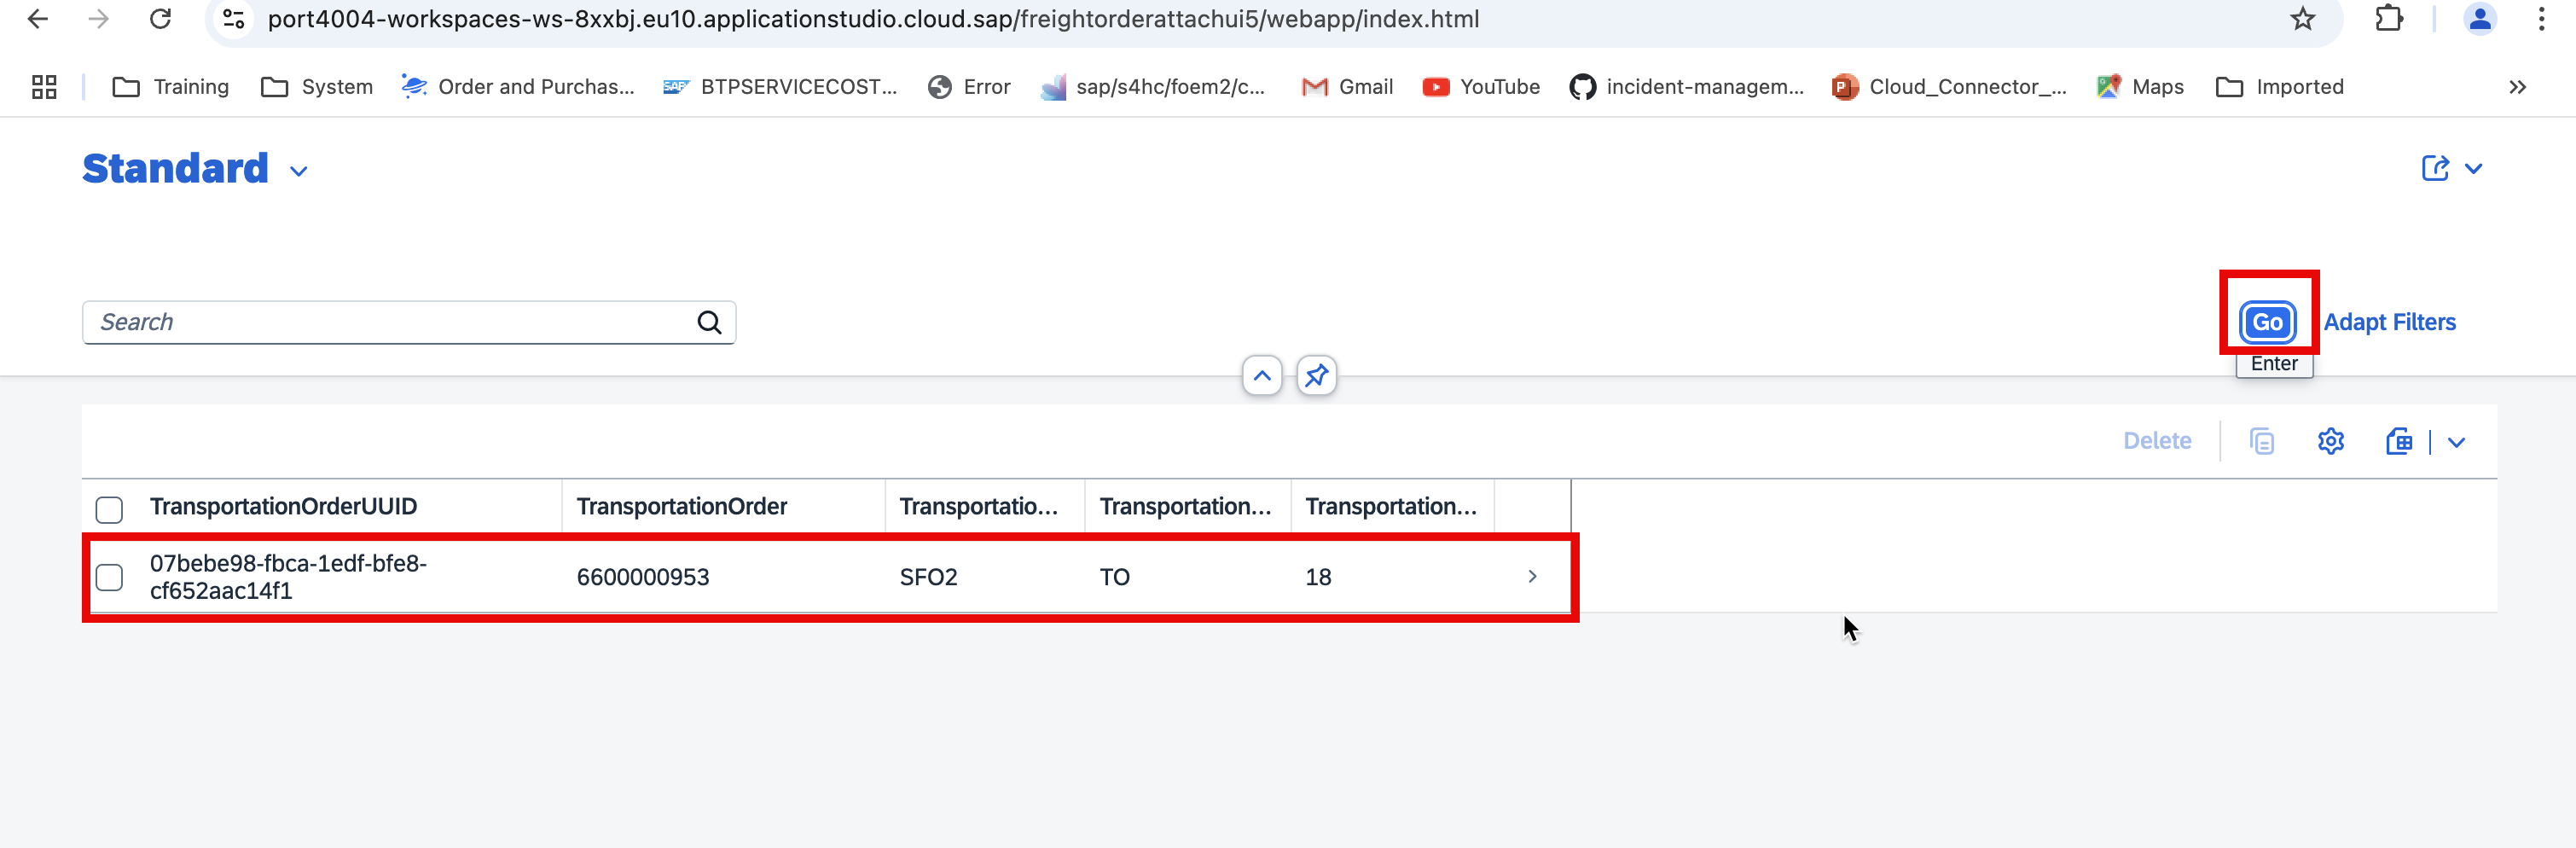 port4004-workspaces-ws-8xxbj.eu10.applicationstudio.cloud.sap/freightorderattachui5/webapp/index.html
Training System Order and Purchas... SAP BTPSERVICECOST... Error sap/s4hc/foem2/c... Gmail YouTube incident-managem... P Cloud_Connector_... Maps Imported
Standard
Search Go Adapt Filters
Enter
Delete
TransportationOrderUUID TransportationOrder Transportatio... Transportation... Transportation...
07bebe98-fbca-1edf-bfe8-
cf652aac14f1 6600000953 SFO2 TO 18